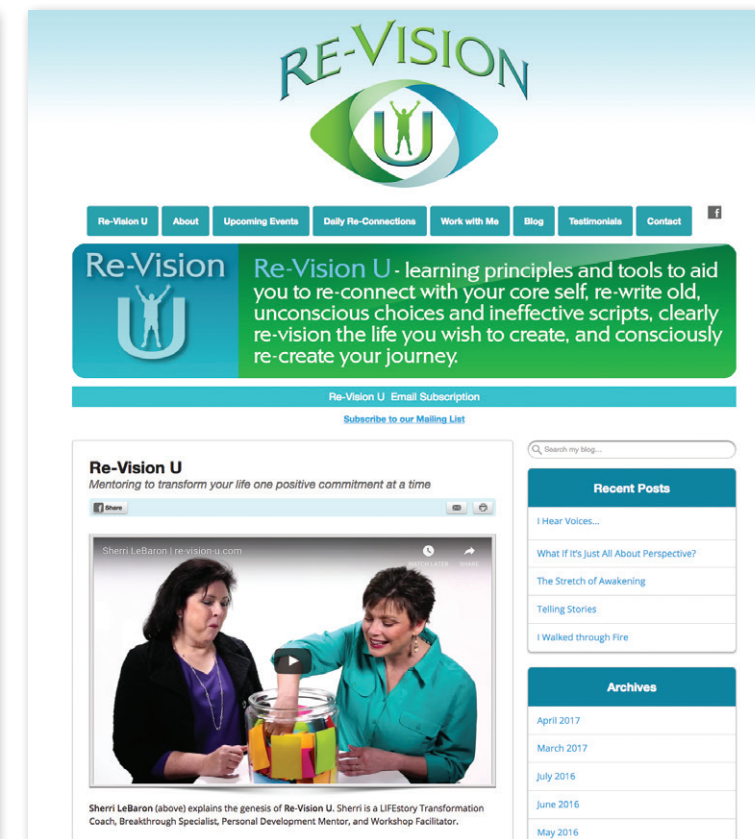 RE-VISION
U
Re-Vision U
About
Upcoming Events
Daily Re-Connections
Work with Me
Blog
Testimonials
Contact
f
Re-Vision
U
Re-Vision U - learning principles and tools to aid
you to re-connect with your core self, re-write old,
unconscious choices and ineffective scripts, clearly
re-vision the life you wish to create, and consciously
re-create your journey.
Re-Vision U Email Subscription
Subscribe to our Mailing List
Re-Vision U
Mentoring to transform your life one positive commitment at a time
f Share
Sherri LeBaron | re-vision-u.com
WATCH LATER
SHARE
Sherri LeBaron (above) explains the genesis of Re-Vision U. Sherri is a LIFEstory Transformation
Coach, Breakthrough Specialist, Personal Development Mentor, and Workshop Facilitator.
Search my blog...
Recent Posts
I Hear Voices...
What If It's Just All About Perspective?
The Stretch of Awakening
Telling Stories
I Walked through Fire
Archives
April 2017
March 2017
July 2016
June 2016
May 2016